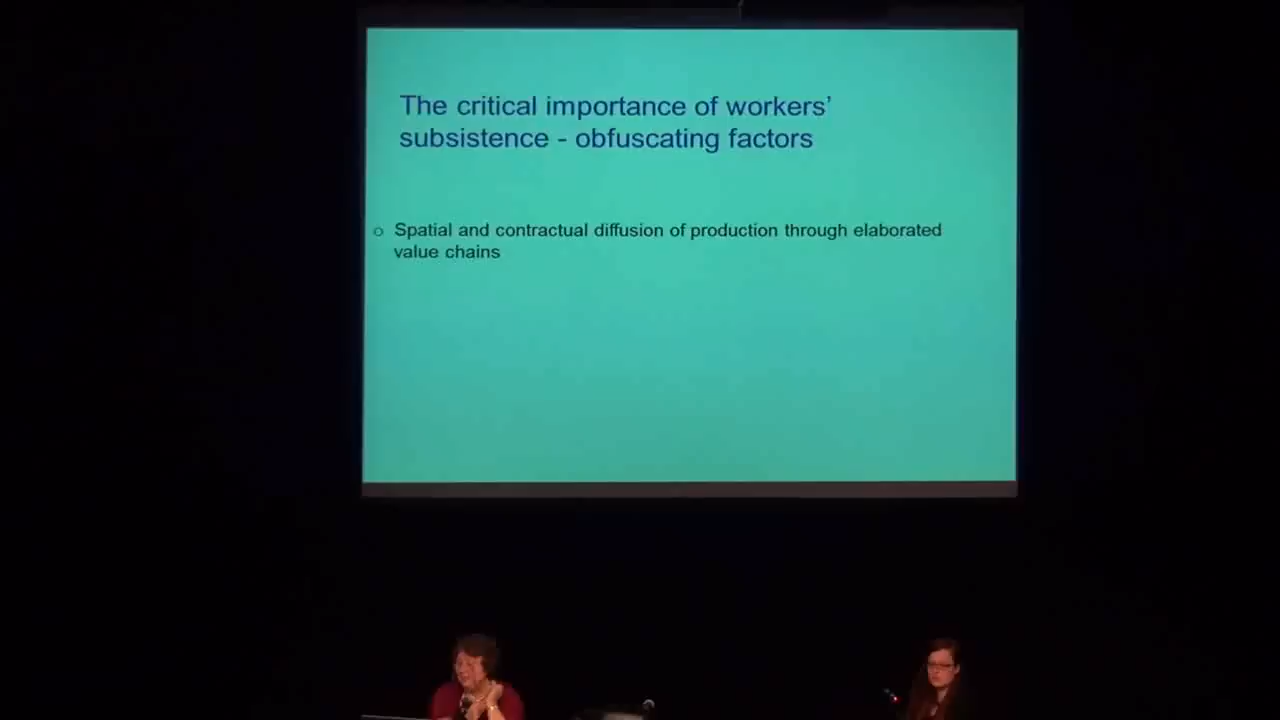 The critical importance of workers’
subsistence - obfuscating factors
o Spatial and contractual diffusion of production through elaborated
value chains